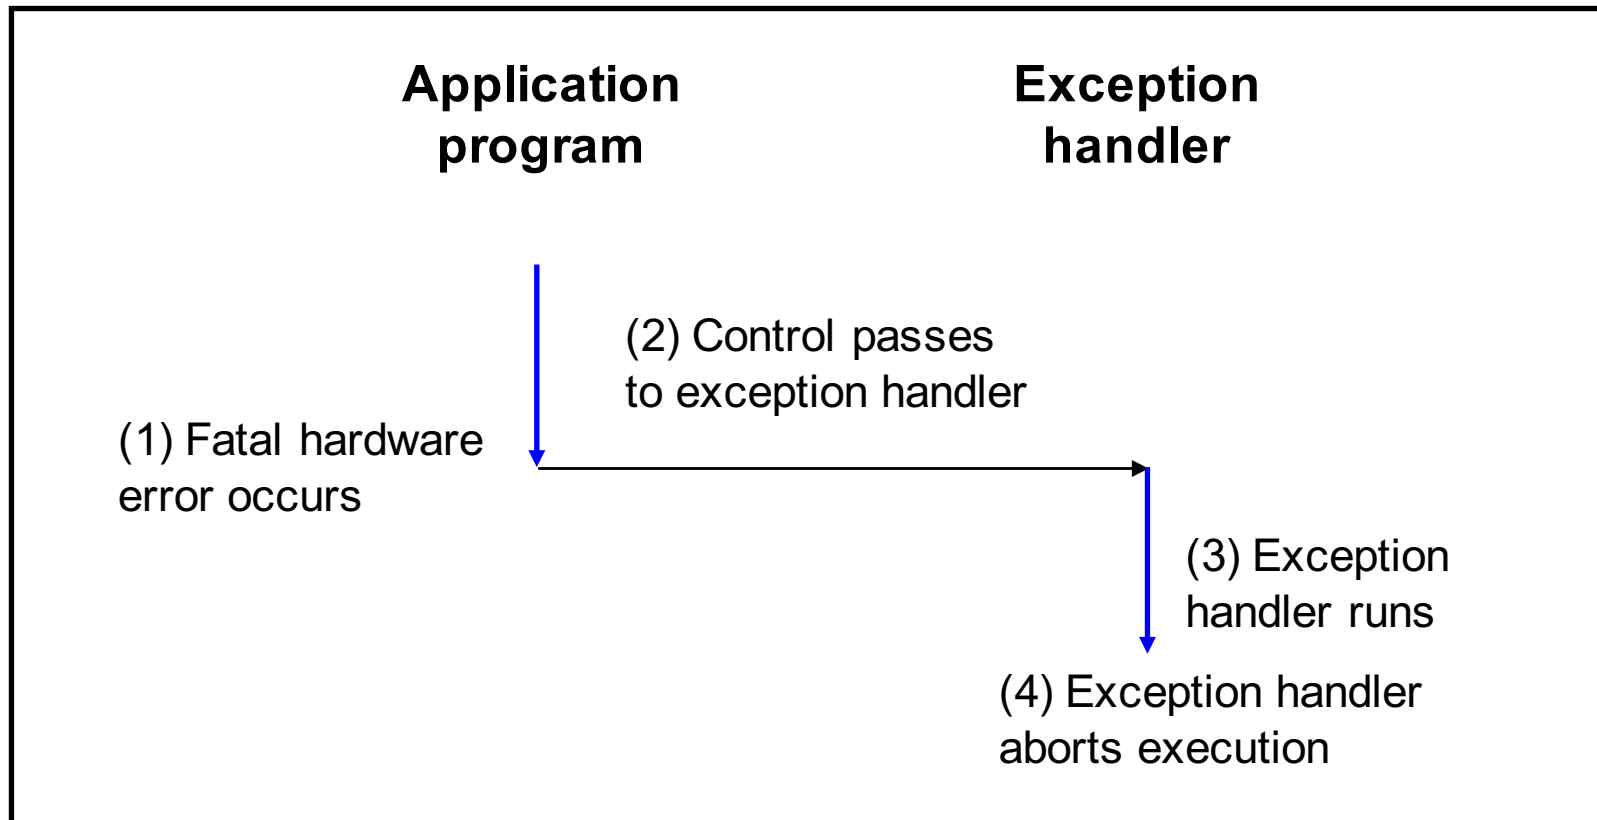 Application
program
Exception
handler
(2) Control passes
to exception handler
(1) Fatal hardware
error occurs
(3) Exception
handler runs
(4) Exception handler
aborts execution